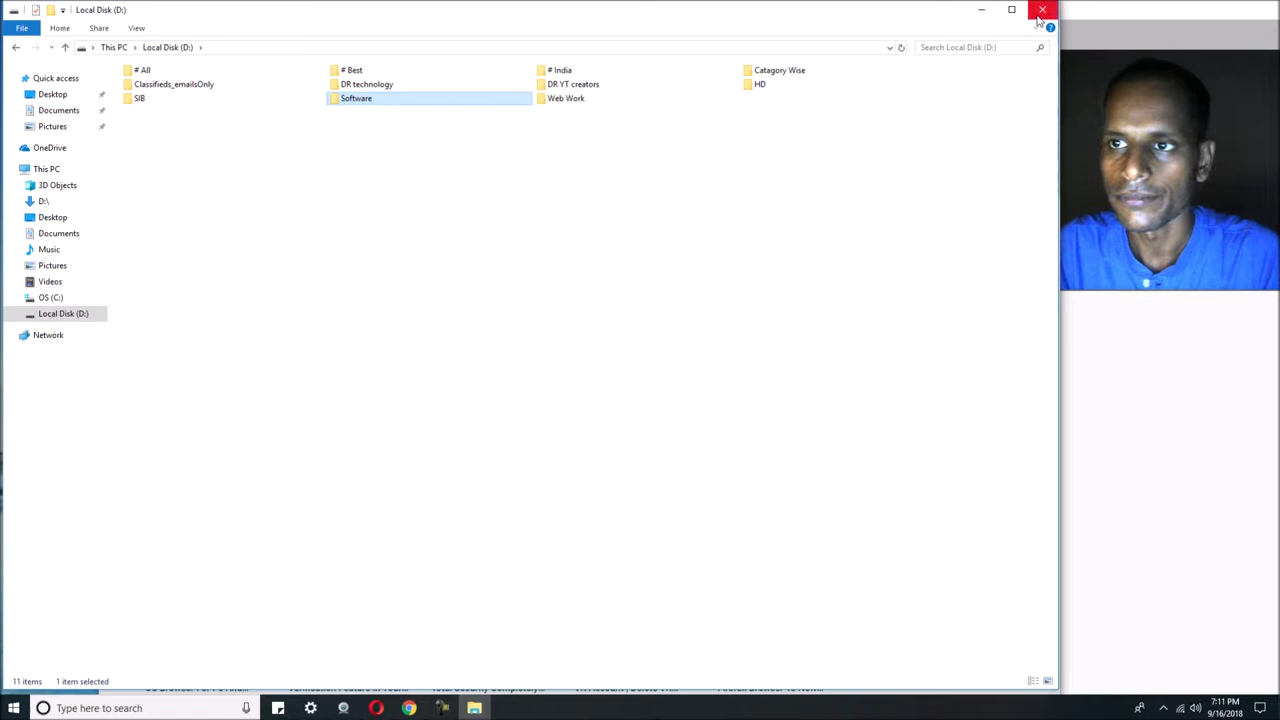 Local Disk (D:)
File
Home
Share
View
This PC
Local Disk (D:)
Search Local Disk (D:)
Quick access
Desktop
Documents
Pictures
OneDrive
This PC
3D Objects
D:\
Desktop
Documents
Music
Pictures
Videos
OS (C:)
Local Disk (D:)
Network
# All
# Best
# India
Catagory Wise
Classifieds_emailsOnly
DR technology
DR YT creators
HD
SIB
Software
Web Work
11 items
1 item selected
Type here to search
7:11 PM
9/16/2018